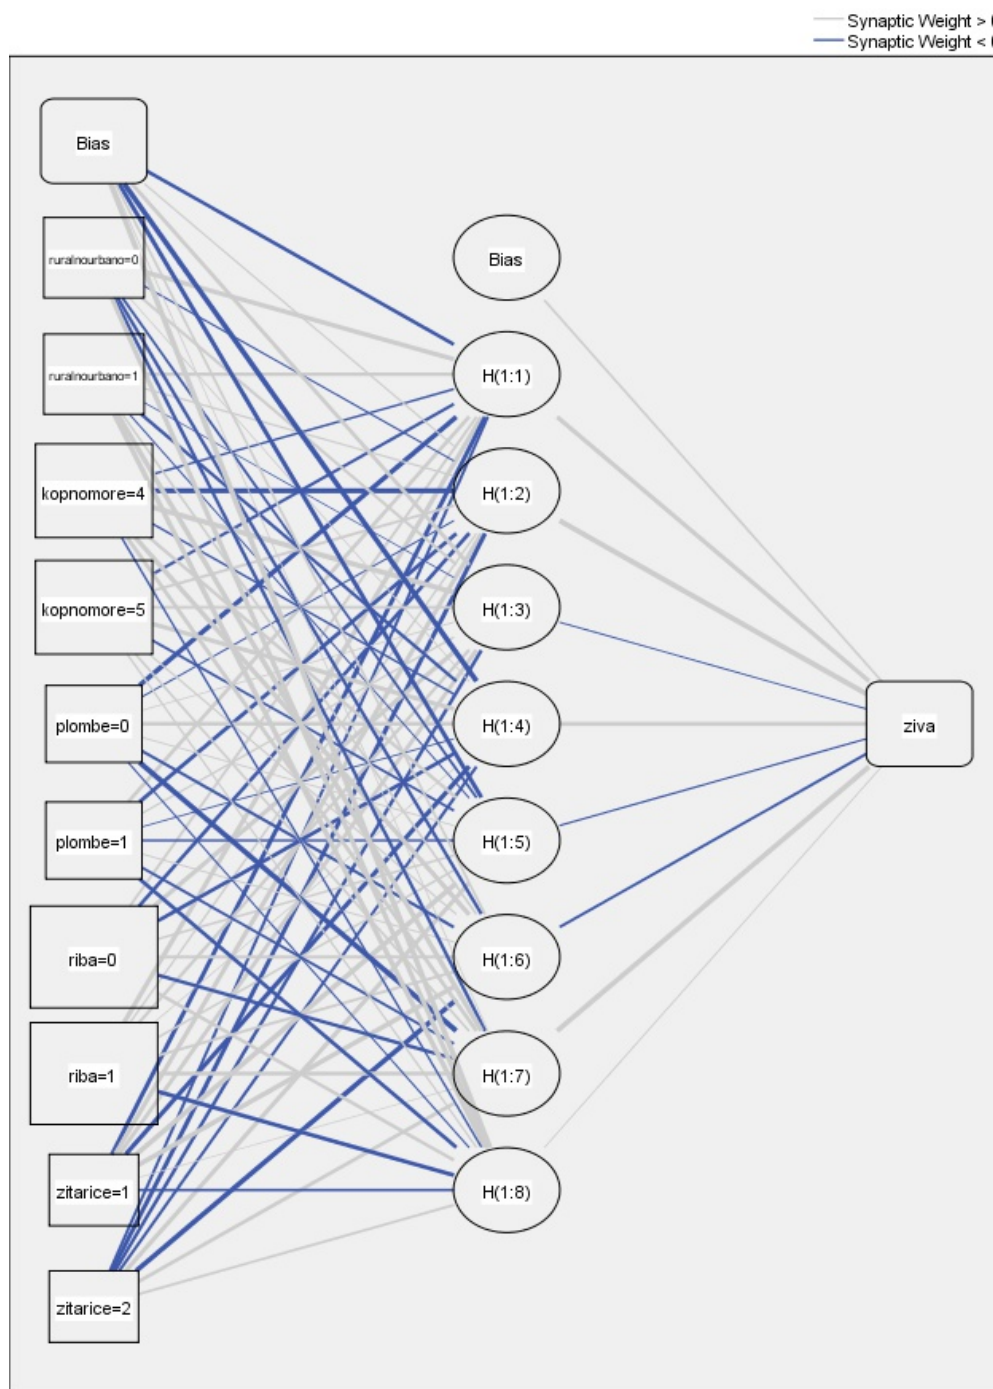 Synaptic Weight > 
Synaptic Weight < 
Bias
ruralnourbano=0
ruralnourbano=1
kopnomore=4
kopnomore=5
plombe=0
plombe=1
riba=0
riba=1
zitarice=1
zitarice=2
Bias
H(1:1)
H(1:2)
H(1:3)
H(1:4)
H(1:5)
H(1:6)
H(1:7)
H(1:8)
ziva